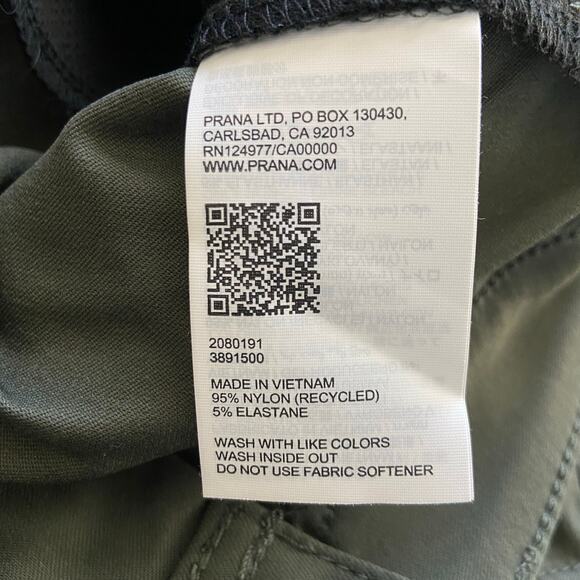 PRANA LTD, PO BOX 130430,
CARLSBAD, CA 92013
RN124977/CA00000
WWW.PRANA.COM
2080191
3891500
MADE IN VIETNAM
95% NYLON (RECYCLED)
5% ELASTANE
WASH WITH LIKE COLORS
WASH INSIDE OUT
DO NOT USE FABRIC SOFTENER